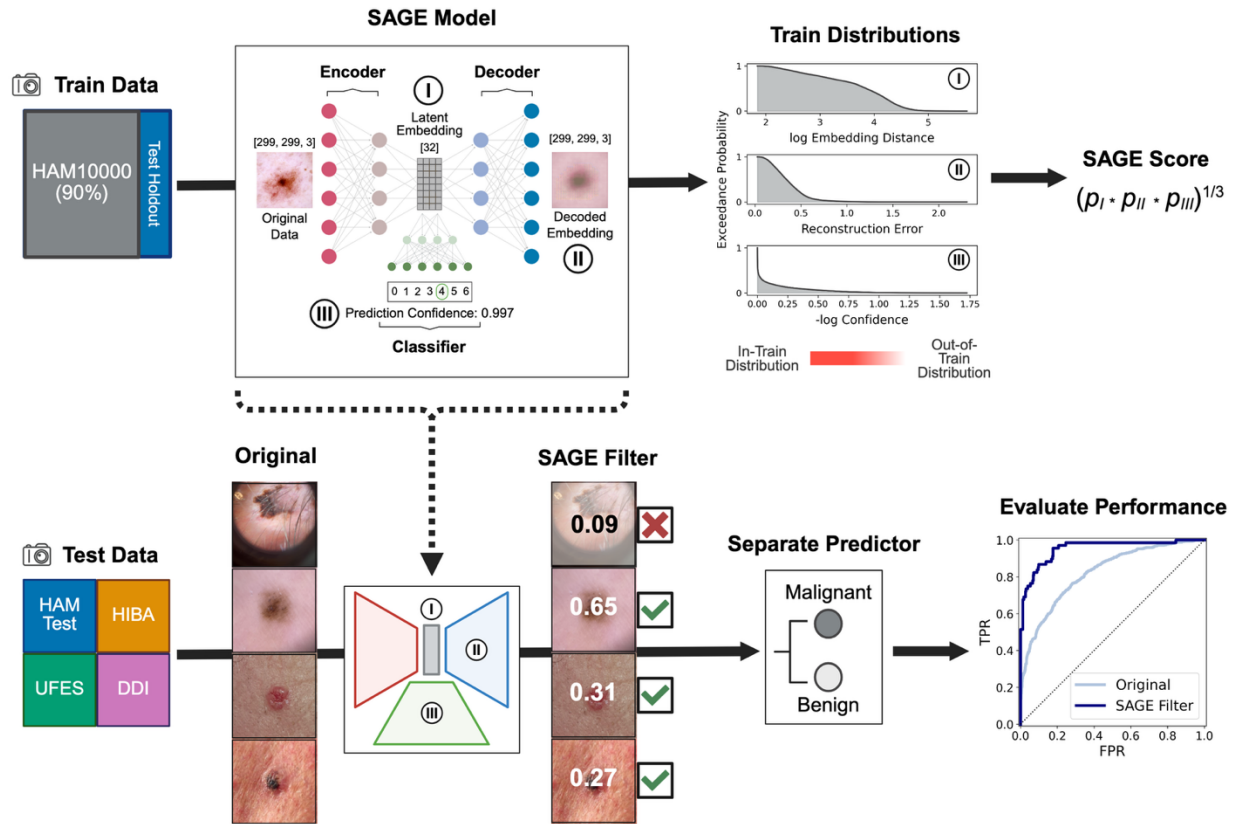 SAGE Model
Train Data
HAM10000
(90%)
Test Holdout
Encoder
Decoder
I
Latent
Embedding
[32]
[299, 299, 3]
[299, 299, 3]
Original
Data
Decoded
Embedding
II
0 1 2 3 4 5 6
III Prediction Confidence: 0.997
Classifier
Train Distributions
Exceedance Probability
1
0
I
2 3 4 5
log Embedding Distance
1
0
II
0.0 0.5 1.0 1.5 2.0
Reconstruction Error
1
0
III
0.00 0.25 0.50 0.75 1.00 1.25 1.50 1.75
-log Confidence
In-Train
Distribution
Out-of-
Train
Distribution
SAGE Score
(pI * pII * pIII)1/3
Original
SAGE Filter
Test Data
HAM
Test
HIBA
UFES
DDI
I
II
III
0.09
0.65
0.31
0.27
Separate Predictor
Malignant
Benign
Evaluate Performance
TPR
1.0
0.8
0.6
0.4
0.2
0.0
Original
SAGE Filter
0.0 0.2 0.4 0.6 0.8 1.0
FPR